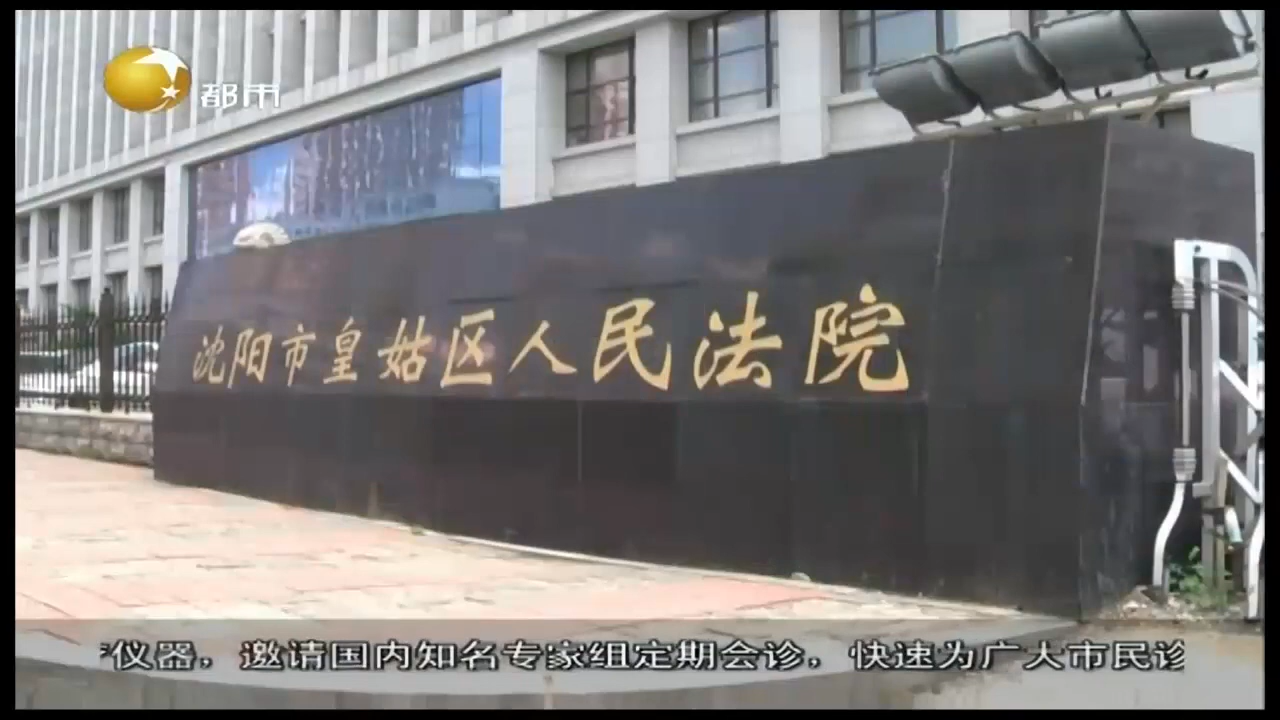 都市
沈阳市皇姑区人民法院
仪器，邀请国内知名专家组定期会诊，快速为广大市民诊